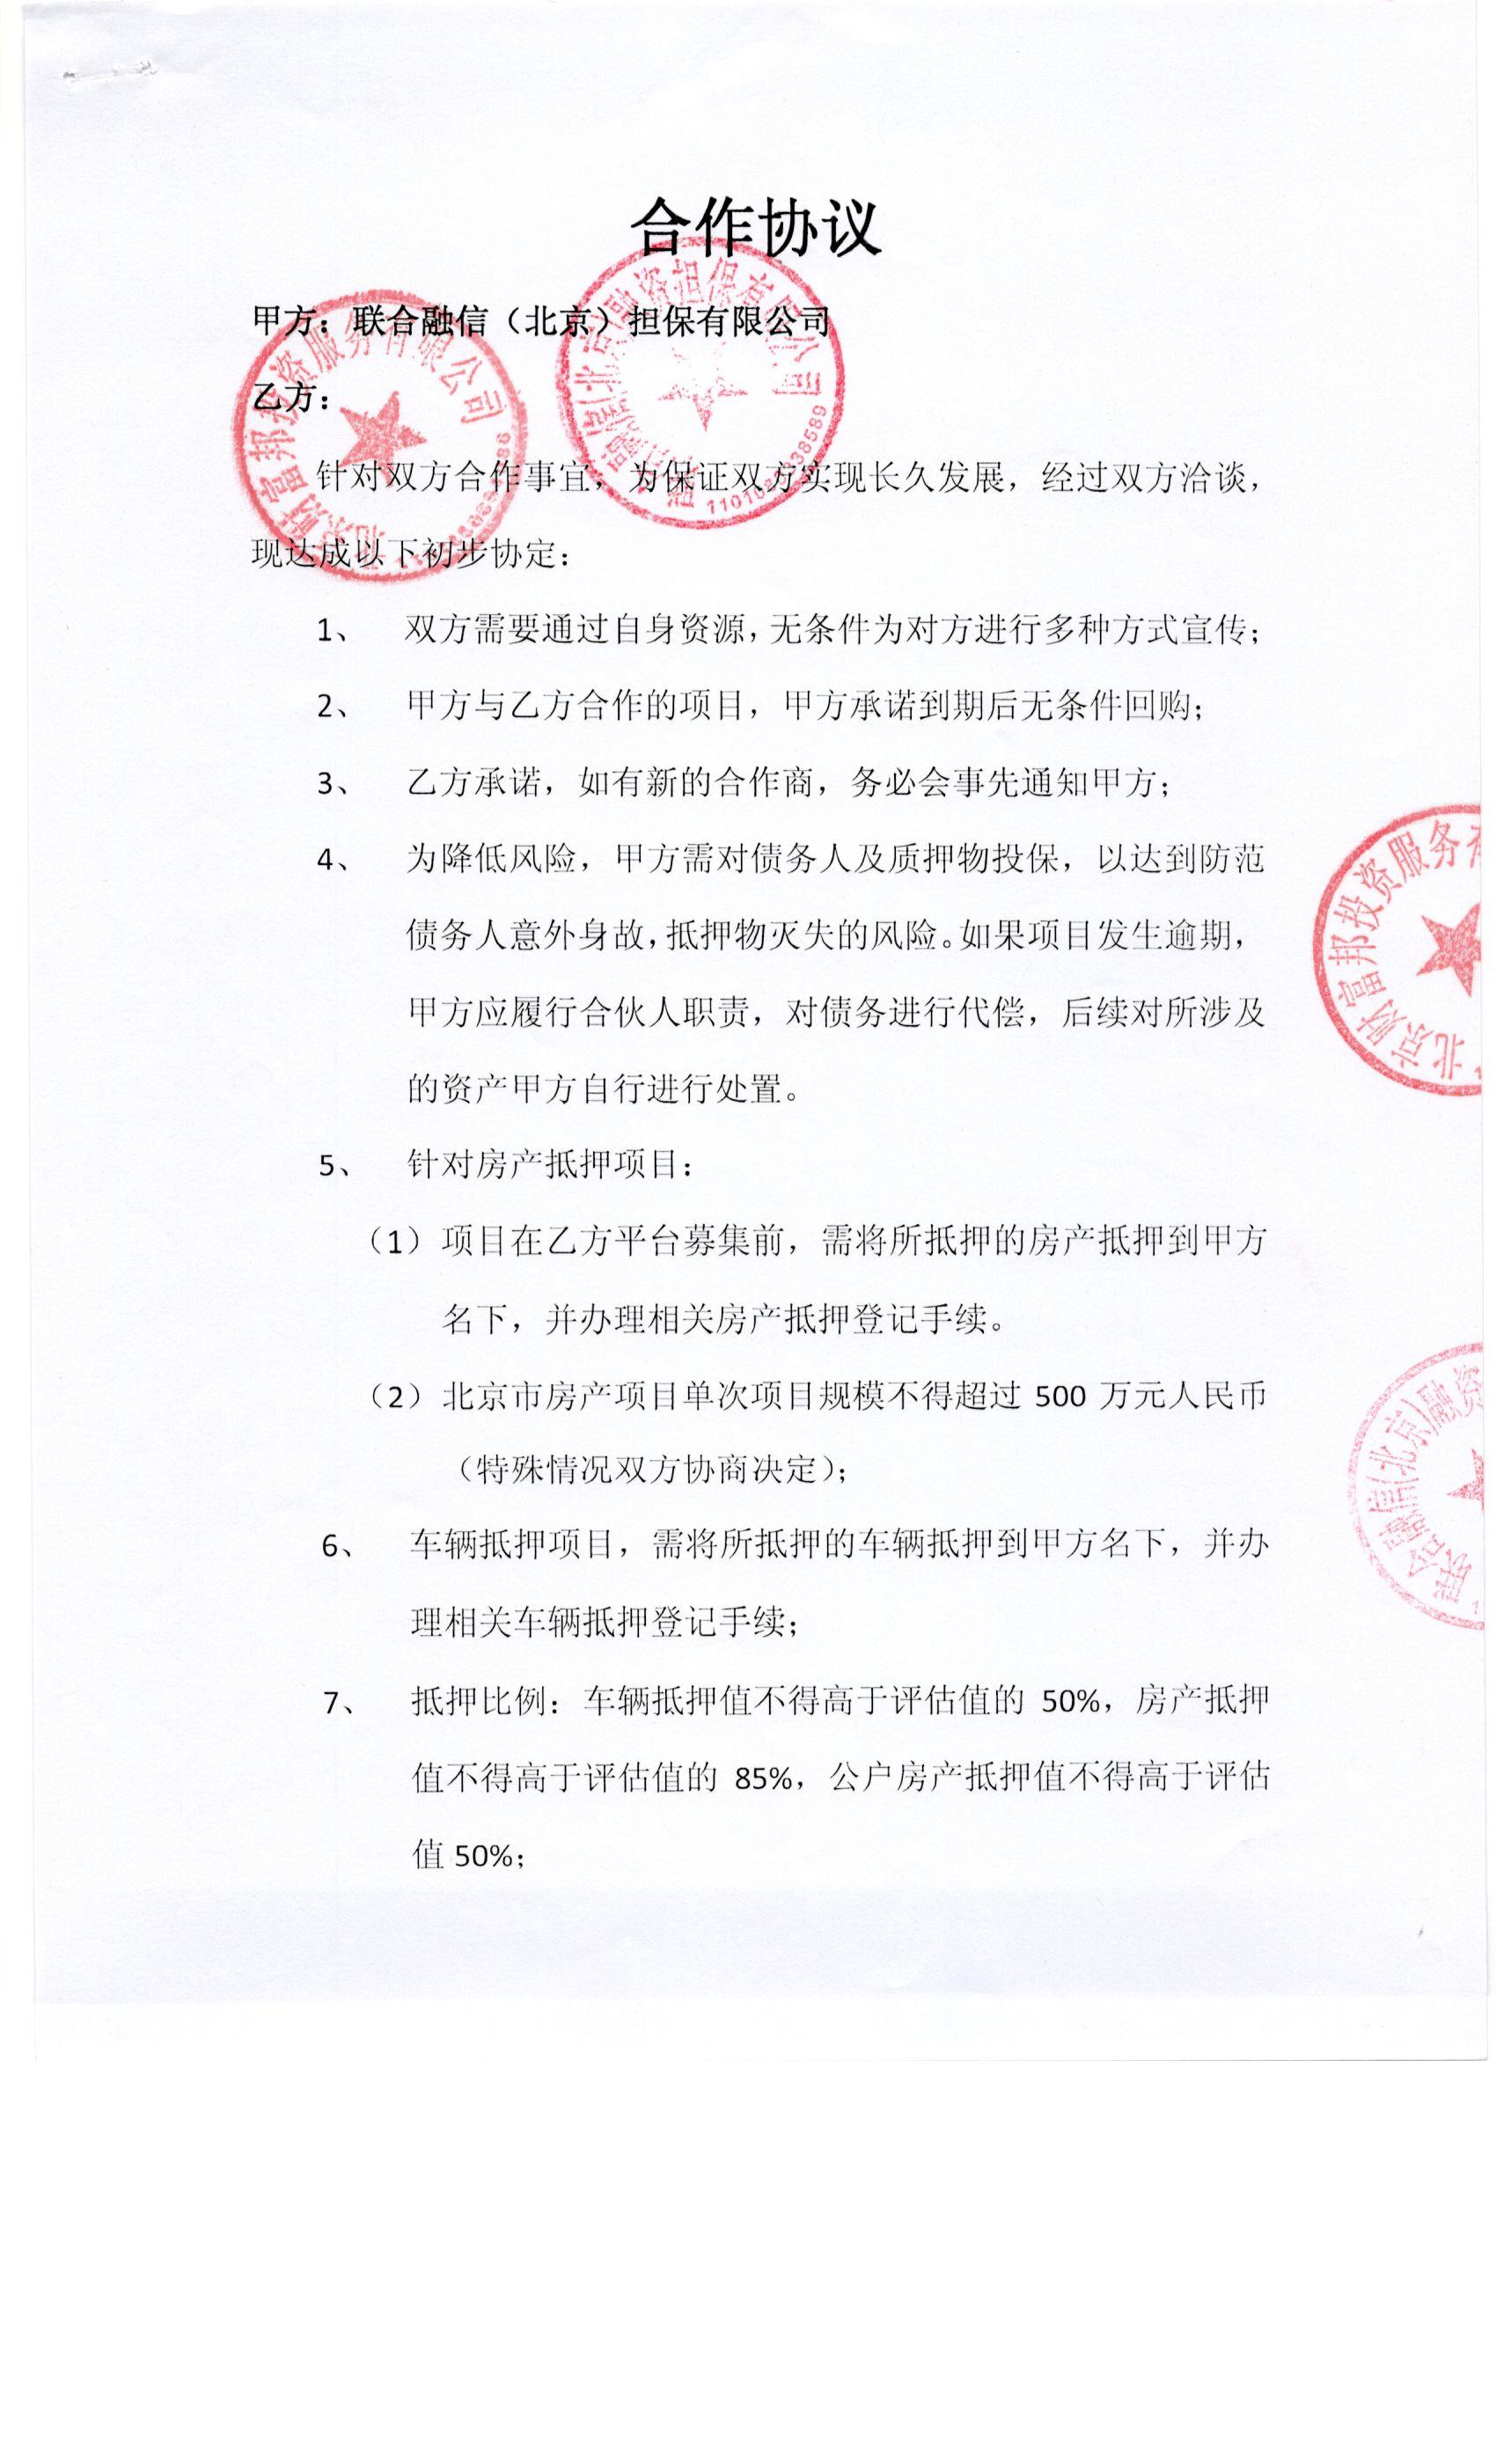 合作协议
甲方：联合融信（北京）担保有限公司
乙方：
针对双方合作事宜，为保证双方实现长久发展，经过双方洽谈，
现达成以下初步协定：
1、 双方需要通过自身资源，无条件为对方进行多种方式宣传；
2、 甲方与乙方合作的项目，甲方承诺到期后无条件回购；
3、 乙方承诺，如有新的合作商，务必会事先通知甲方；
4、 为降低风险，甲方需对债务人及质押物投保，以达到防范
债务人意外身故，抵押物灭失的风险。如果项目发生逾期，
甲方应履行合伙人职责，对债务进行代偿，后续对所涉及
的资产甲方自行进行处置。
5、 针对房产抵押项目：
（1）项目在乙方平台募集前，需将所抵押的房产抵押到甲方
名下，并办理相关房产抵押登记手续。
（2）北京市房产项目单次项目规模不得超过 500 万元人民币
（特殊情况双方协商决定）；
6、 车辆抵押项目，需将所抵押的车辆抵押到甲方名下，并办
理相关车辆抵押登记手续；
7、 抵押比例：车辆抵押值不得高于评估值的 50%，房产抵押
值不得高于评估值的 85%，公户房产抵押值不得高于评估
值 50%；
北京财富邦投资服务有限公司
融信(北京)融资担保有限公司
北京财富邦投资服务有
联合融信(北京)融资